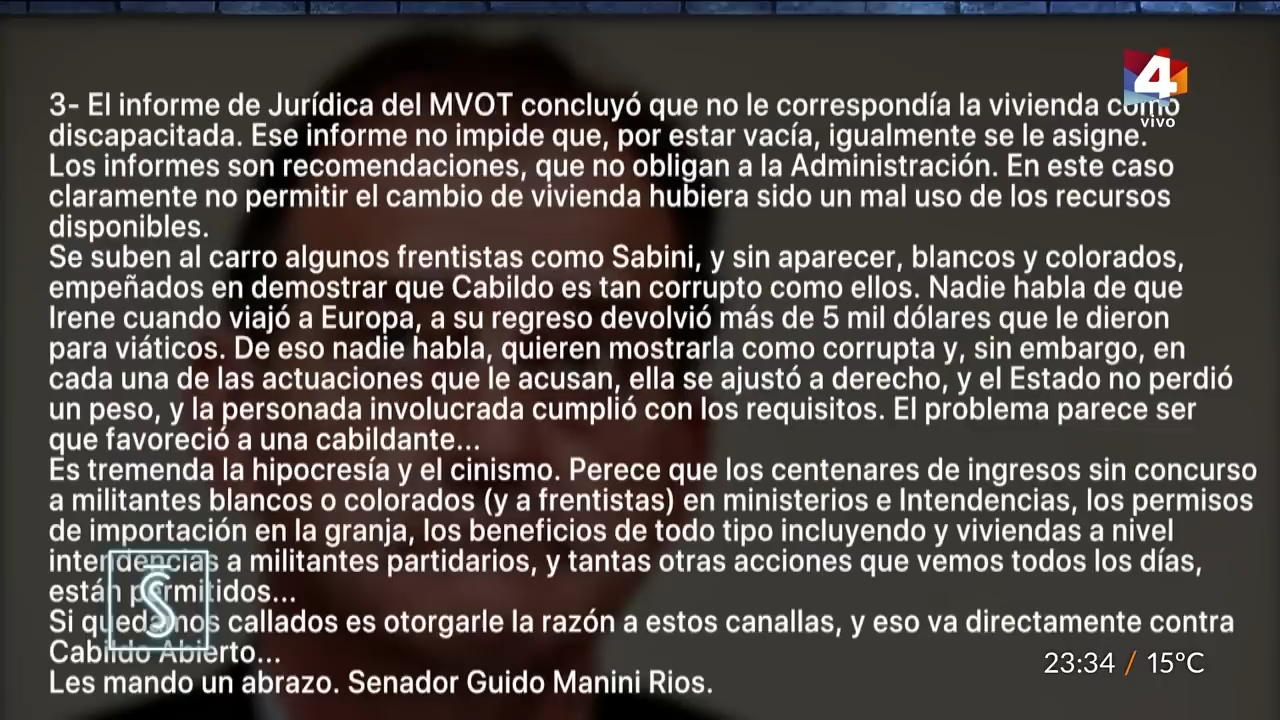 4
vivo
3- El informe de Jurídica del MVOT concluyó que no le correspondía la vivienda como
discapacitada. Ese informe no impide que, por estar vacía, igualmente se le asigne.
Los informes son recomendaciones, que no obligan a la Administración. En este caso
claramente no permitir el cambio de vivienda hubiera sido un mal uso de los recursos
disponibles.
Se suben al carro algunos frentistas como Sabini, y sin aparecer, blancos y colorados,
empeñados en demostrar que Cabildo es tan corrupto como ellos. Nadie habla de que
Irene cuando viajó a Europa, a su regreso devolvió más de 5 mil dólares que le dieron
para viáticos. De eso nadie habla, quieren mostrarla como corrupta y, sin embargo, en
cada una de las actuaciones que le acusan, ella se ajustó a derecho, y el Estado no perdió
un peso, y la personada involucrada cumplió con los requisitos. El problema parece ser
que favoreció a una cabildante...
Es tremenda la hipocresía y el cinismo. Perece que los centenares de ingresos sin concurso
a militantes blancos o colorados (y a frentistas) en ministerios e Intendencias, los permisos
de importación en la granja, los beneficios de todo tipo incluyendo y viviendas a nivel
intendencias a militantes partidarios, y tantas otras acciones que vemos todos los días,
están permitidos...
Si quedamos callados es otorgarle la razón a estos canallas, y eso va directamente contra
Cabildo Abierto...
Les mando un abrazo. Senador Guido Manini Rios.
S
23:34 / 15°C